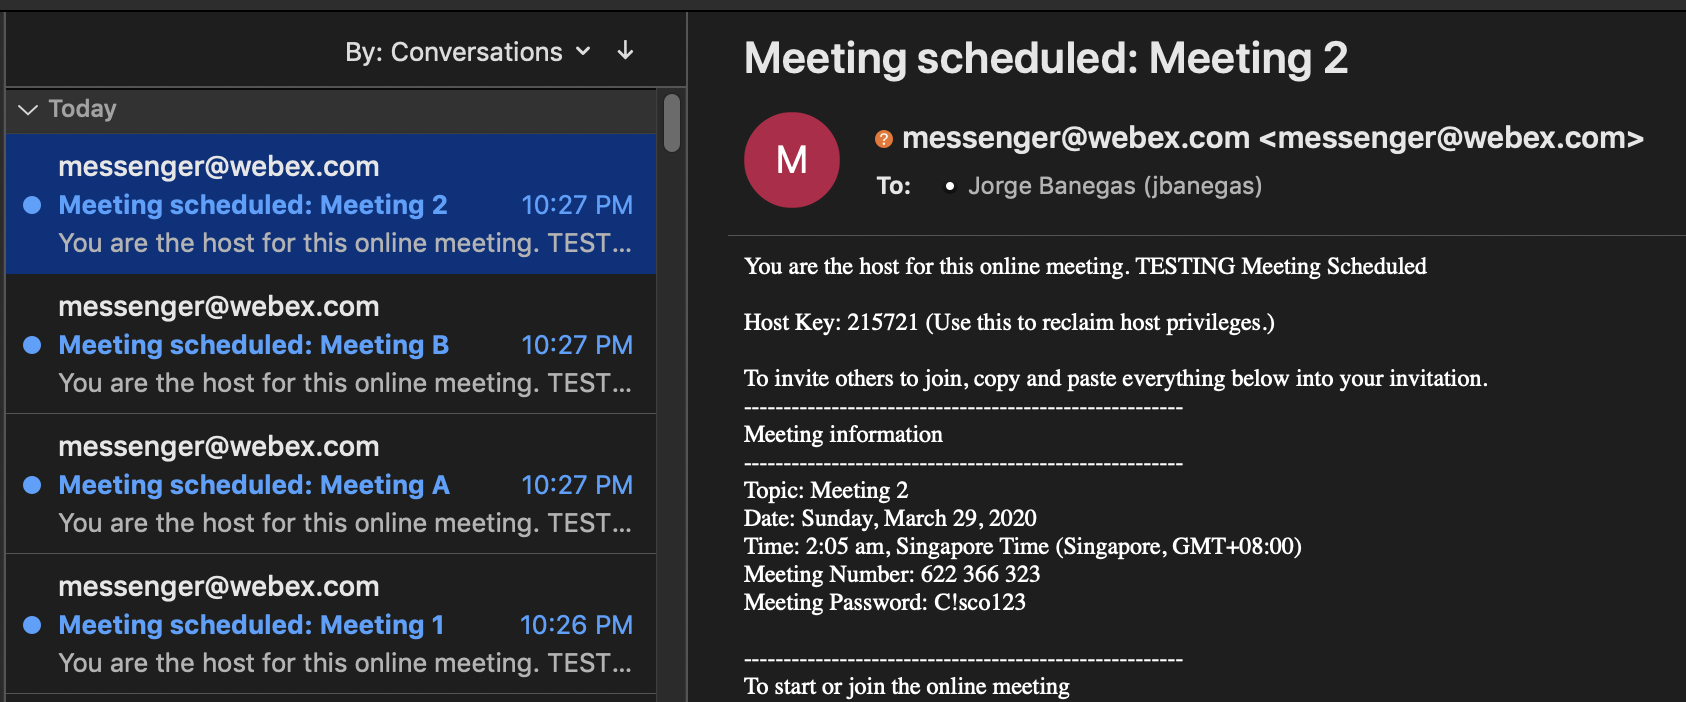 By: Conversations
Today
messenger@webex.com
Meeting scheduled: Meeting 2 10:27 PM
You are the host for this online meeting. TEST...
messenger@webex.com
Meeting scheduled: Meeting B 10:27 PM
You are the host for this online meeting. TEST...
messenger@webex.com
Meeting scheduled: Meeting A 10:27 PM
You are the host for this online meeting. TEST...
messenger@webex.com
Meeting scheduled: Meeting 1 10:26 PM
You are the host for this online meeting. TEST...
Meeting scheduled: Meeting 2
M
? messenger@webex.com <messenger@webex.com>
To: • Jorge Banegas (jbanegas)
You are the host for this online meeting. TESTING Meeting Scheduled
Host Key: 215721 (Use this to reclaim host privileges.)
To invite others to join, copy and paste everything below into your invitation.
-------------------------------------------------------
Meeting information
-------------------------------------------------------
Topic: Meeting 2
Date: Sunday, March 29, 2020
Time: 2:05 am, Singapore Time (Singapore, GMT+08:00)
Meeting Number: 622 366 323
Meeting Password: C!sco123
-------------------------------------------------------
To start or join the online meeting